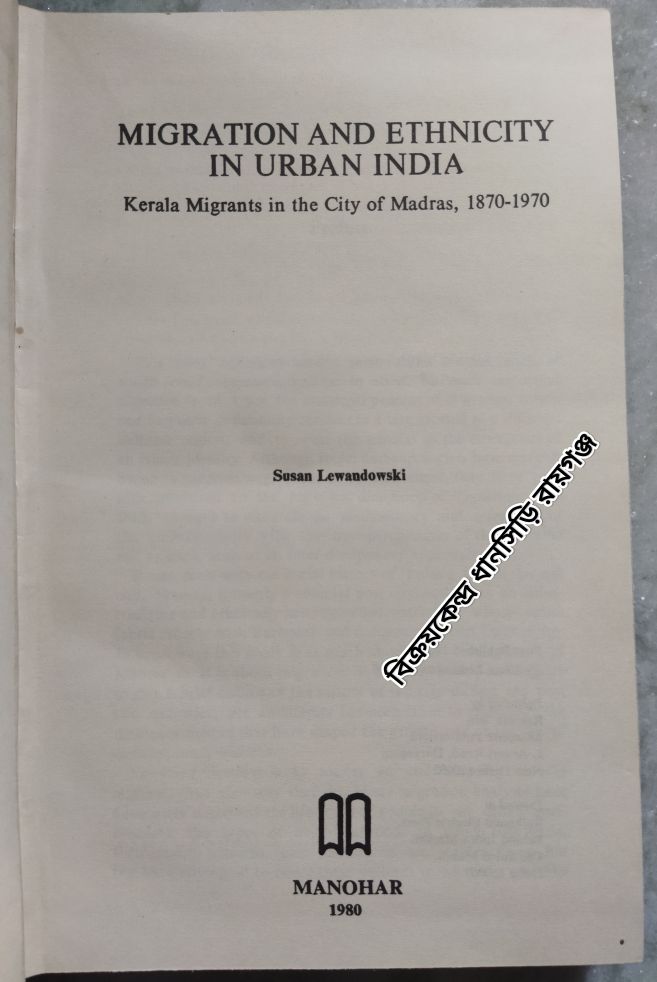 MIGRATION AND ETHNICITY
IN URBAN INDIA
Kerala Migrants in the City of Madras, 1870-1970
Susan Lewandowski
বিক্রয়কেন্দ্র ধানসিড়ি রায়গঞ্জ
MANOHAR
1980